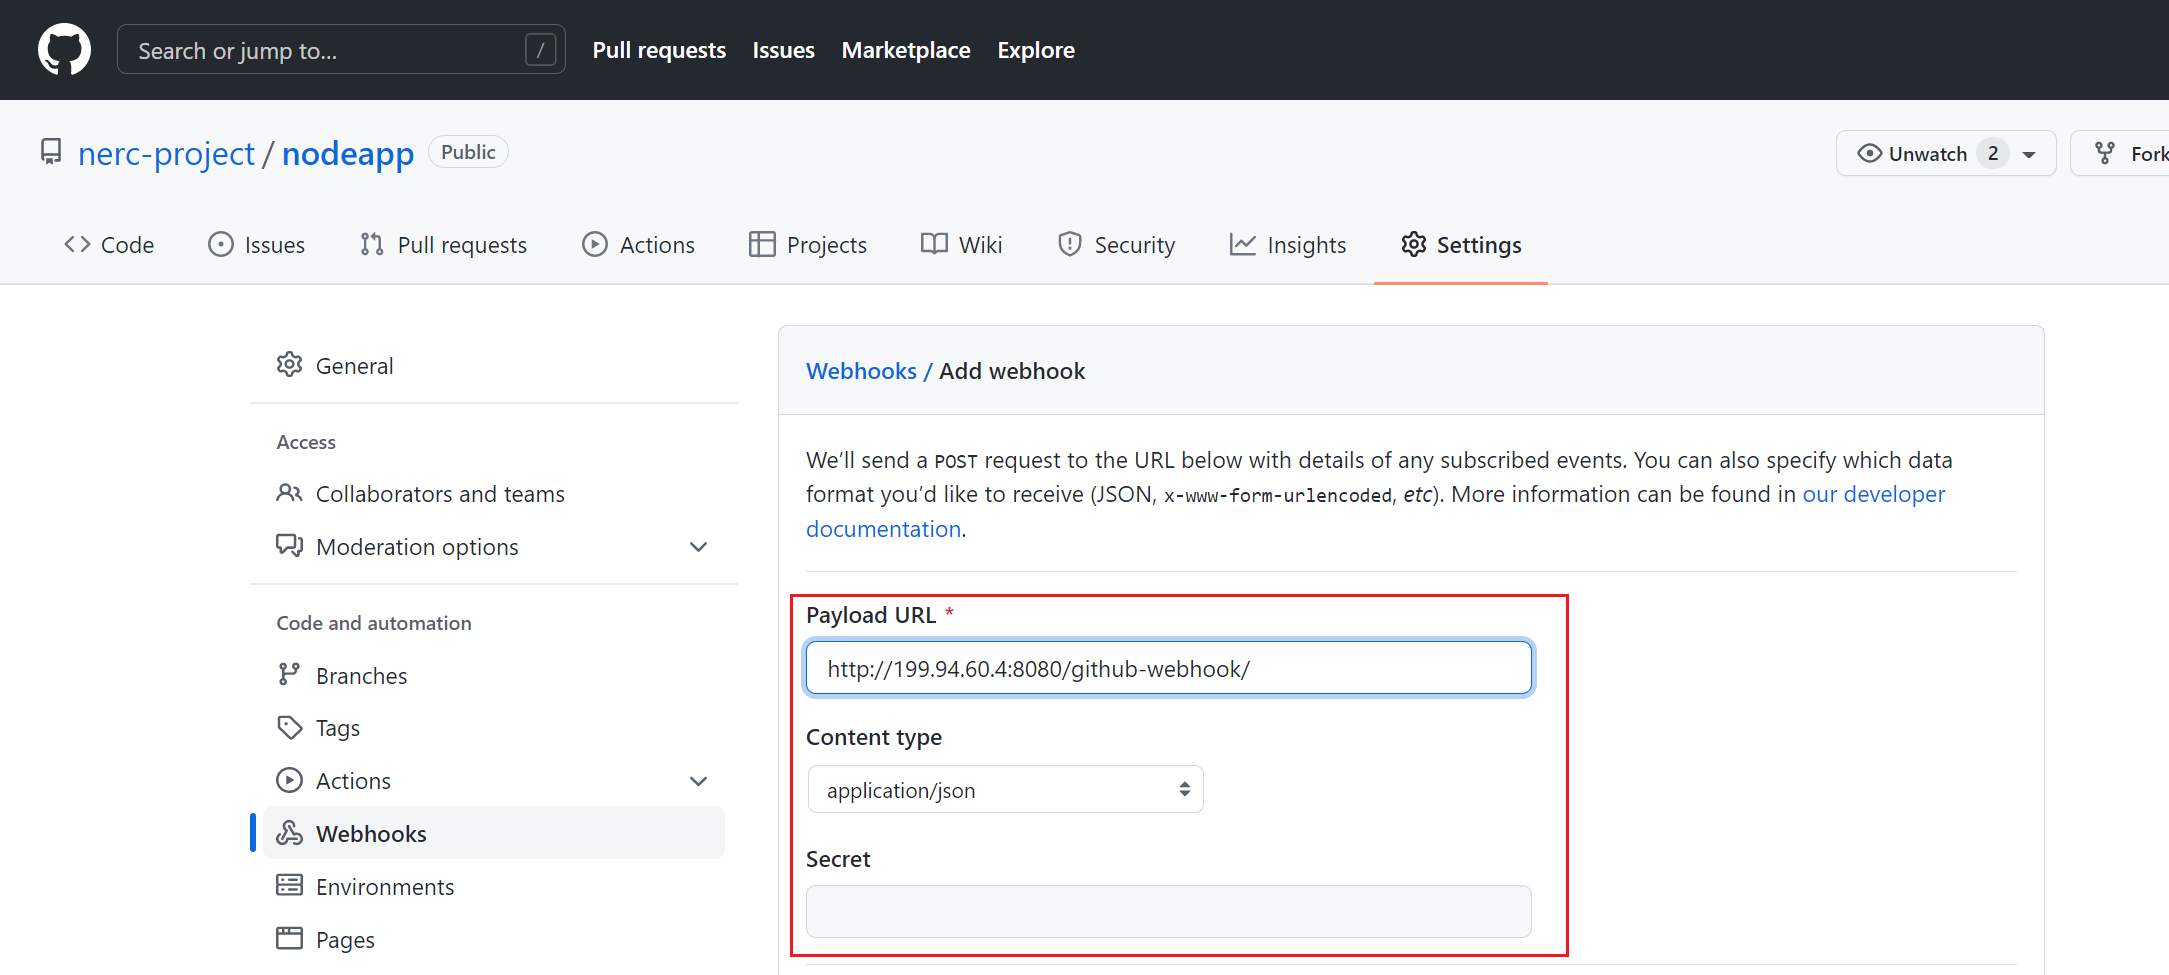 Search or jump to... /
Pull requests Issues Marketplace Explore
nerc-project / nodeapp Public
Unwatch 2
Fork
Code Issues Pull requests Actions Projects Wiki Security Insights Settings
General
Access
Collaborators and teams
Moderation options
Code and automation
Branches
Tags
Actions
Webhooks
Environments
Pages
Webhooks / Add webhook
We’ll send a POST request to the URL below with details of any subscribed events. You can also specify which data
format you’d like to receive (JSON, x-www-form-urlencoded, etc). More information can be found in our developer
documentation.
Payload URL *
http://199.94.60.4:8080/github-webhook/
Content type
application/json
Secret